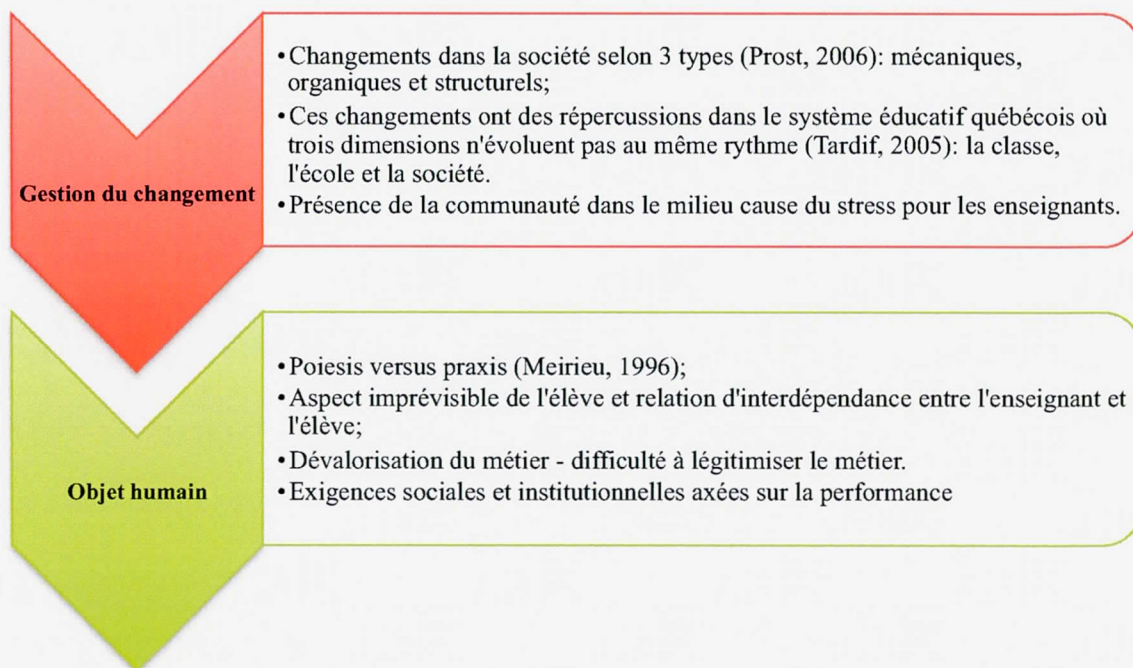 Gestion du changement
•Changements dans la société selon 3 types (Prost, 2006): mécaniques,
organiques et structurels;
•Ces changements ont des répercussions dans le système éducatif québécois où
trois dimensions n'évoluent pas au même rythme (Tardif, 2005): la classe,
l'école et la société.
•Présence de la communauté dans le milieu cause du stress pour les enseignants.
Objet humain
•Poiesis versus praxis (Meirieu, 1996);
•Aspect imprévisible de l'élève et relation d'interdépendance entre l'enseignant et
l'élève;
•Dévalorisation du métier - difficulté à légitimiser le métier.
•Exigences sociales et institutionnelles axées sur la performance